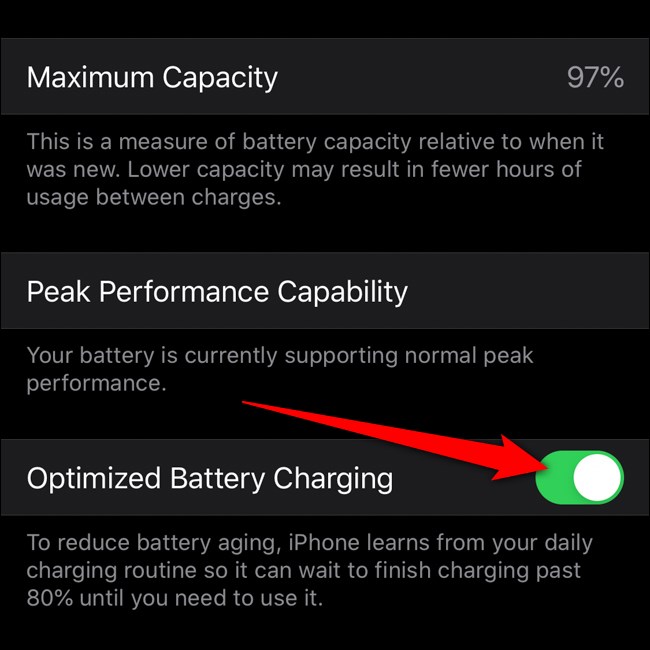 Maximum Capacity 97%
This is a measure of battery capacity relative to when it
was new. Lower capacity may result in fewer hours of
usage between charges.
Peak Performance Capability
Your battery is currently supporting normal peak
performance.
Optimized Battery Charging
To reduce battery aging, iPhone learns from your daily
charging routine so it can wait to finish charging past
80% until you need to use it.